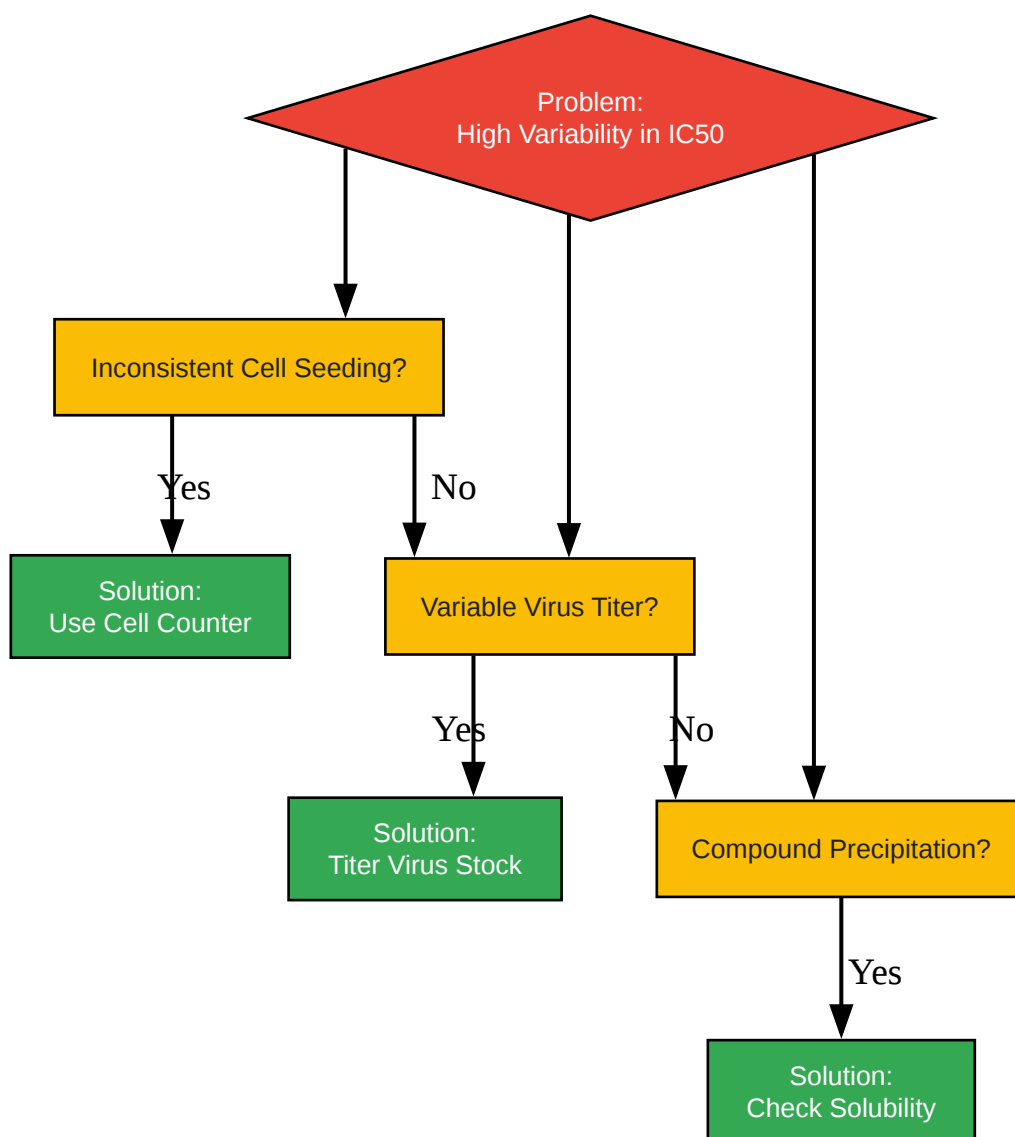 Problem:
High Variability in IC50
Inconsistent Cell Seeding?
Yes
No
Solution:
Use Cell Counter
Variable Virus Titer?
Yes
No
Solution:
Titer Virus Stock
Compound Precipitation?
Yes
Solution:
Check Solubility